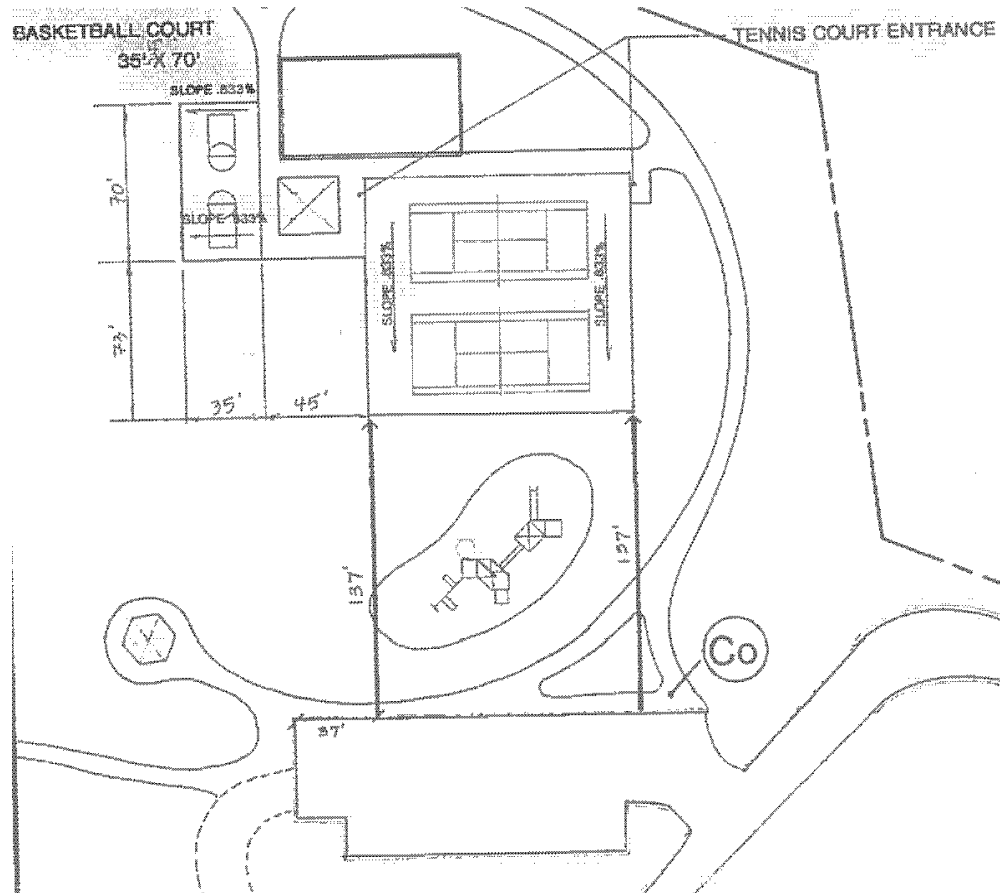 BASKETBALL COURT
35' X 70'
TENNIS COURT ENTRANCE
SLOPE .833%
70'
SLOPE .833%
SLOPE .833%
SLOPE .833%
73'
35'
45'
137'
137'
Co
37'